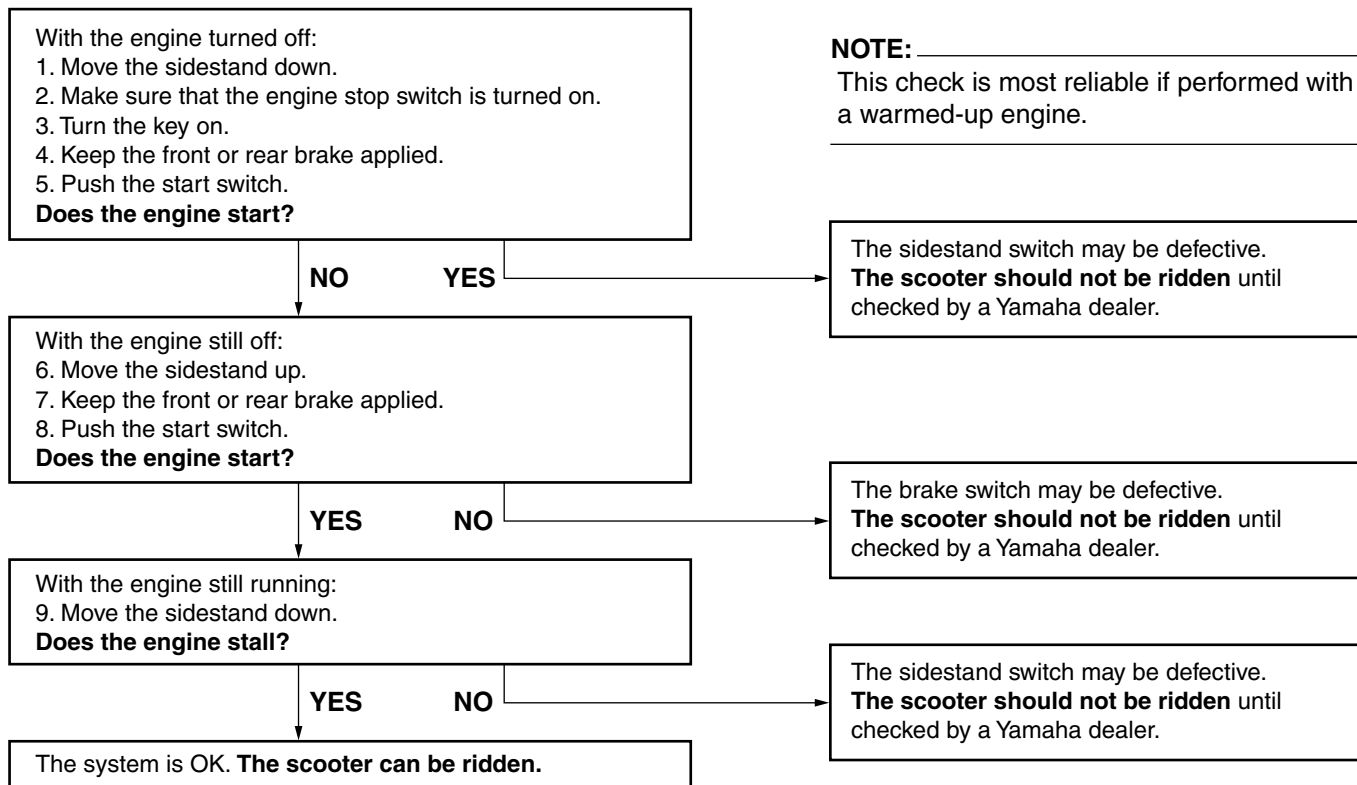 With the engine turned off:
1. Move the sidestand down.
2. Make sure that the engine stop switch is turned on.
3. Turn the key on.
4. Keep the front or rear brake applied.
5. Push the start switch.
Does the engine start?
NOTE:
This check is most reliable if performed with
a warmed-up engine.
NO YES
The sidestand switch may be defective.
The scooter should not be ridden until
checked by a Yamaha dealer.
With the engine still off:
6. Move the sidestand up.
7. Keep the front or rear brake applied.
8. Push the start switch.
Does the engine start?
YES NO
The brake switch may be defective.
The scooter should not be ridden until
checked by a Yamaha dealer.
With the engine still running:
9. Move the sidestand down.
Does the engine stall?
YES NO
The sidestand switch may be defective.
The scooter should not be ridden until
checked by a Yamaha dealer.
The system is OK. The scooter can be ridden.